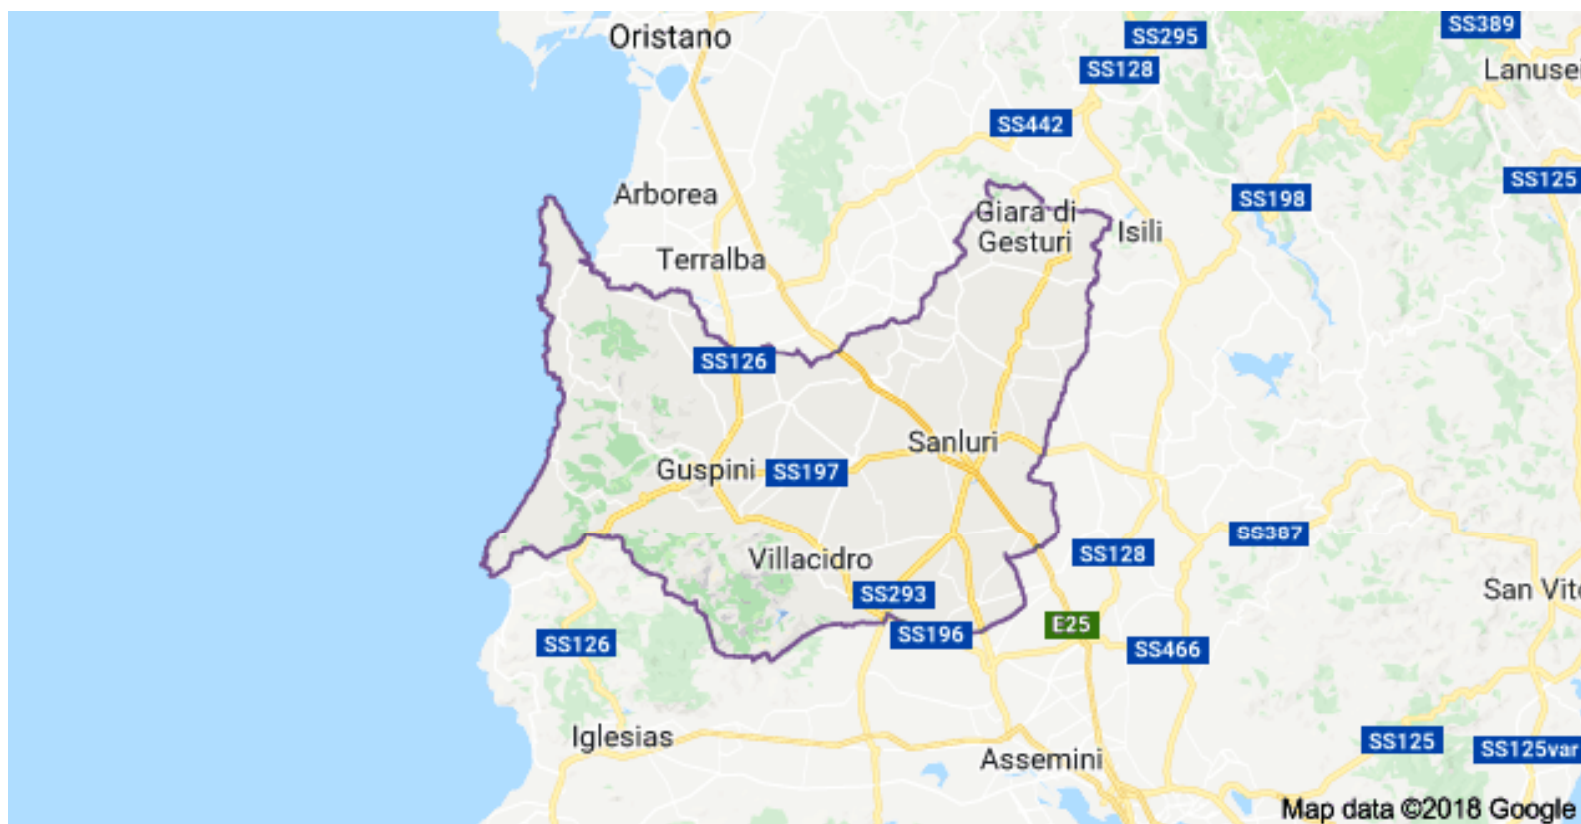 Oristano
SS295
SS389
SS128
Lanusei
SS442
SS125
Arborea
SS198
Giara di
Gesturi
Isili
Terralba
SS126
Sanluri
Guspini
SS197
SS387
SS128
Villacidro
SS293
San Vito
E25
SS196
SS126
SS466
Iglesias
SS125
SS125var
Assemini
Map data ©2018 Google